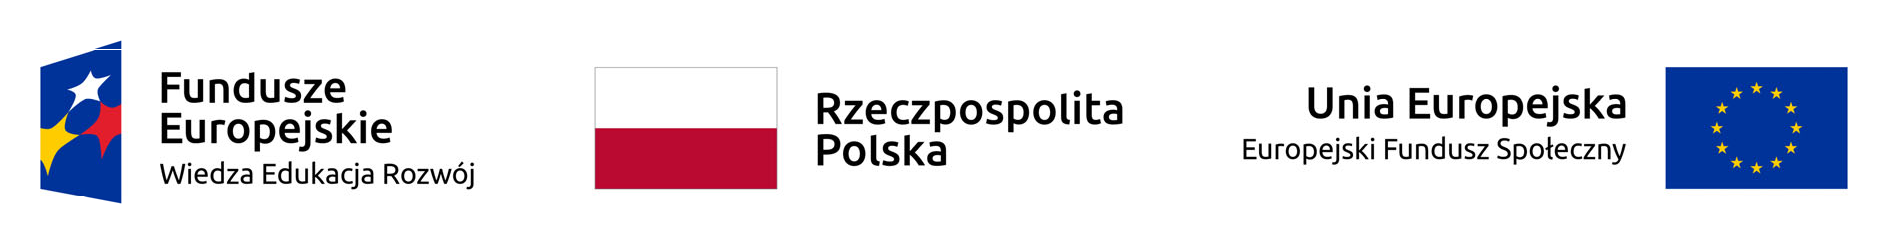 Fundusze
Europejskie
Wiedza Edukacja Rozwój
Rzeczpospolita
Polska
Unia Europejska
Europejski Fundusz Społeczny